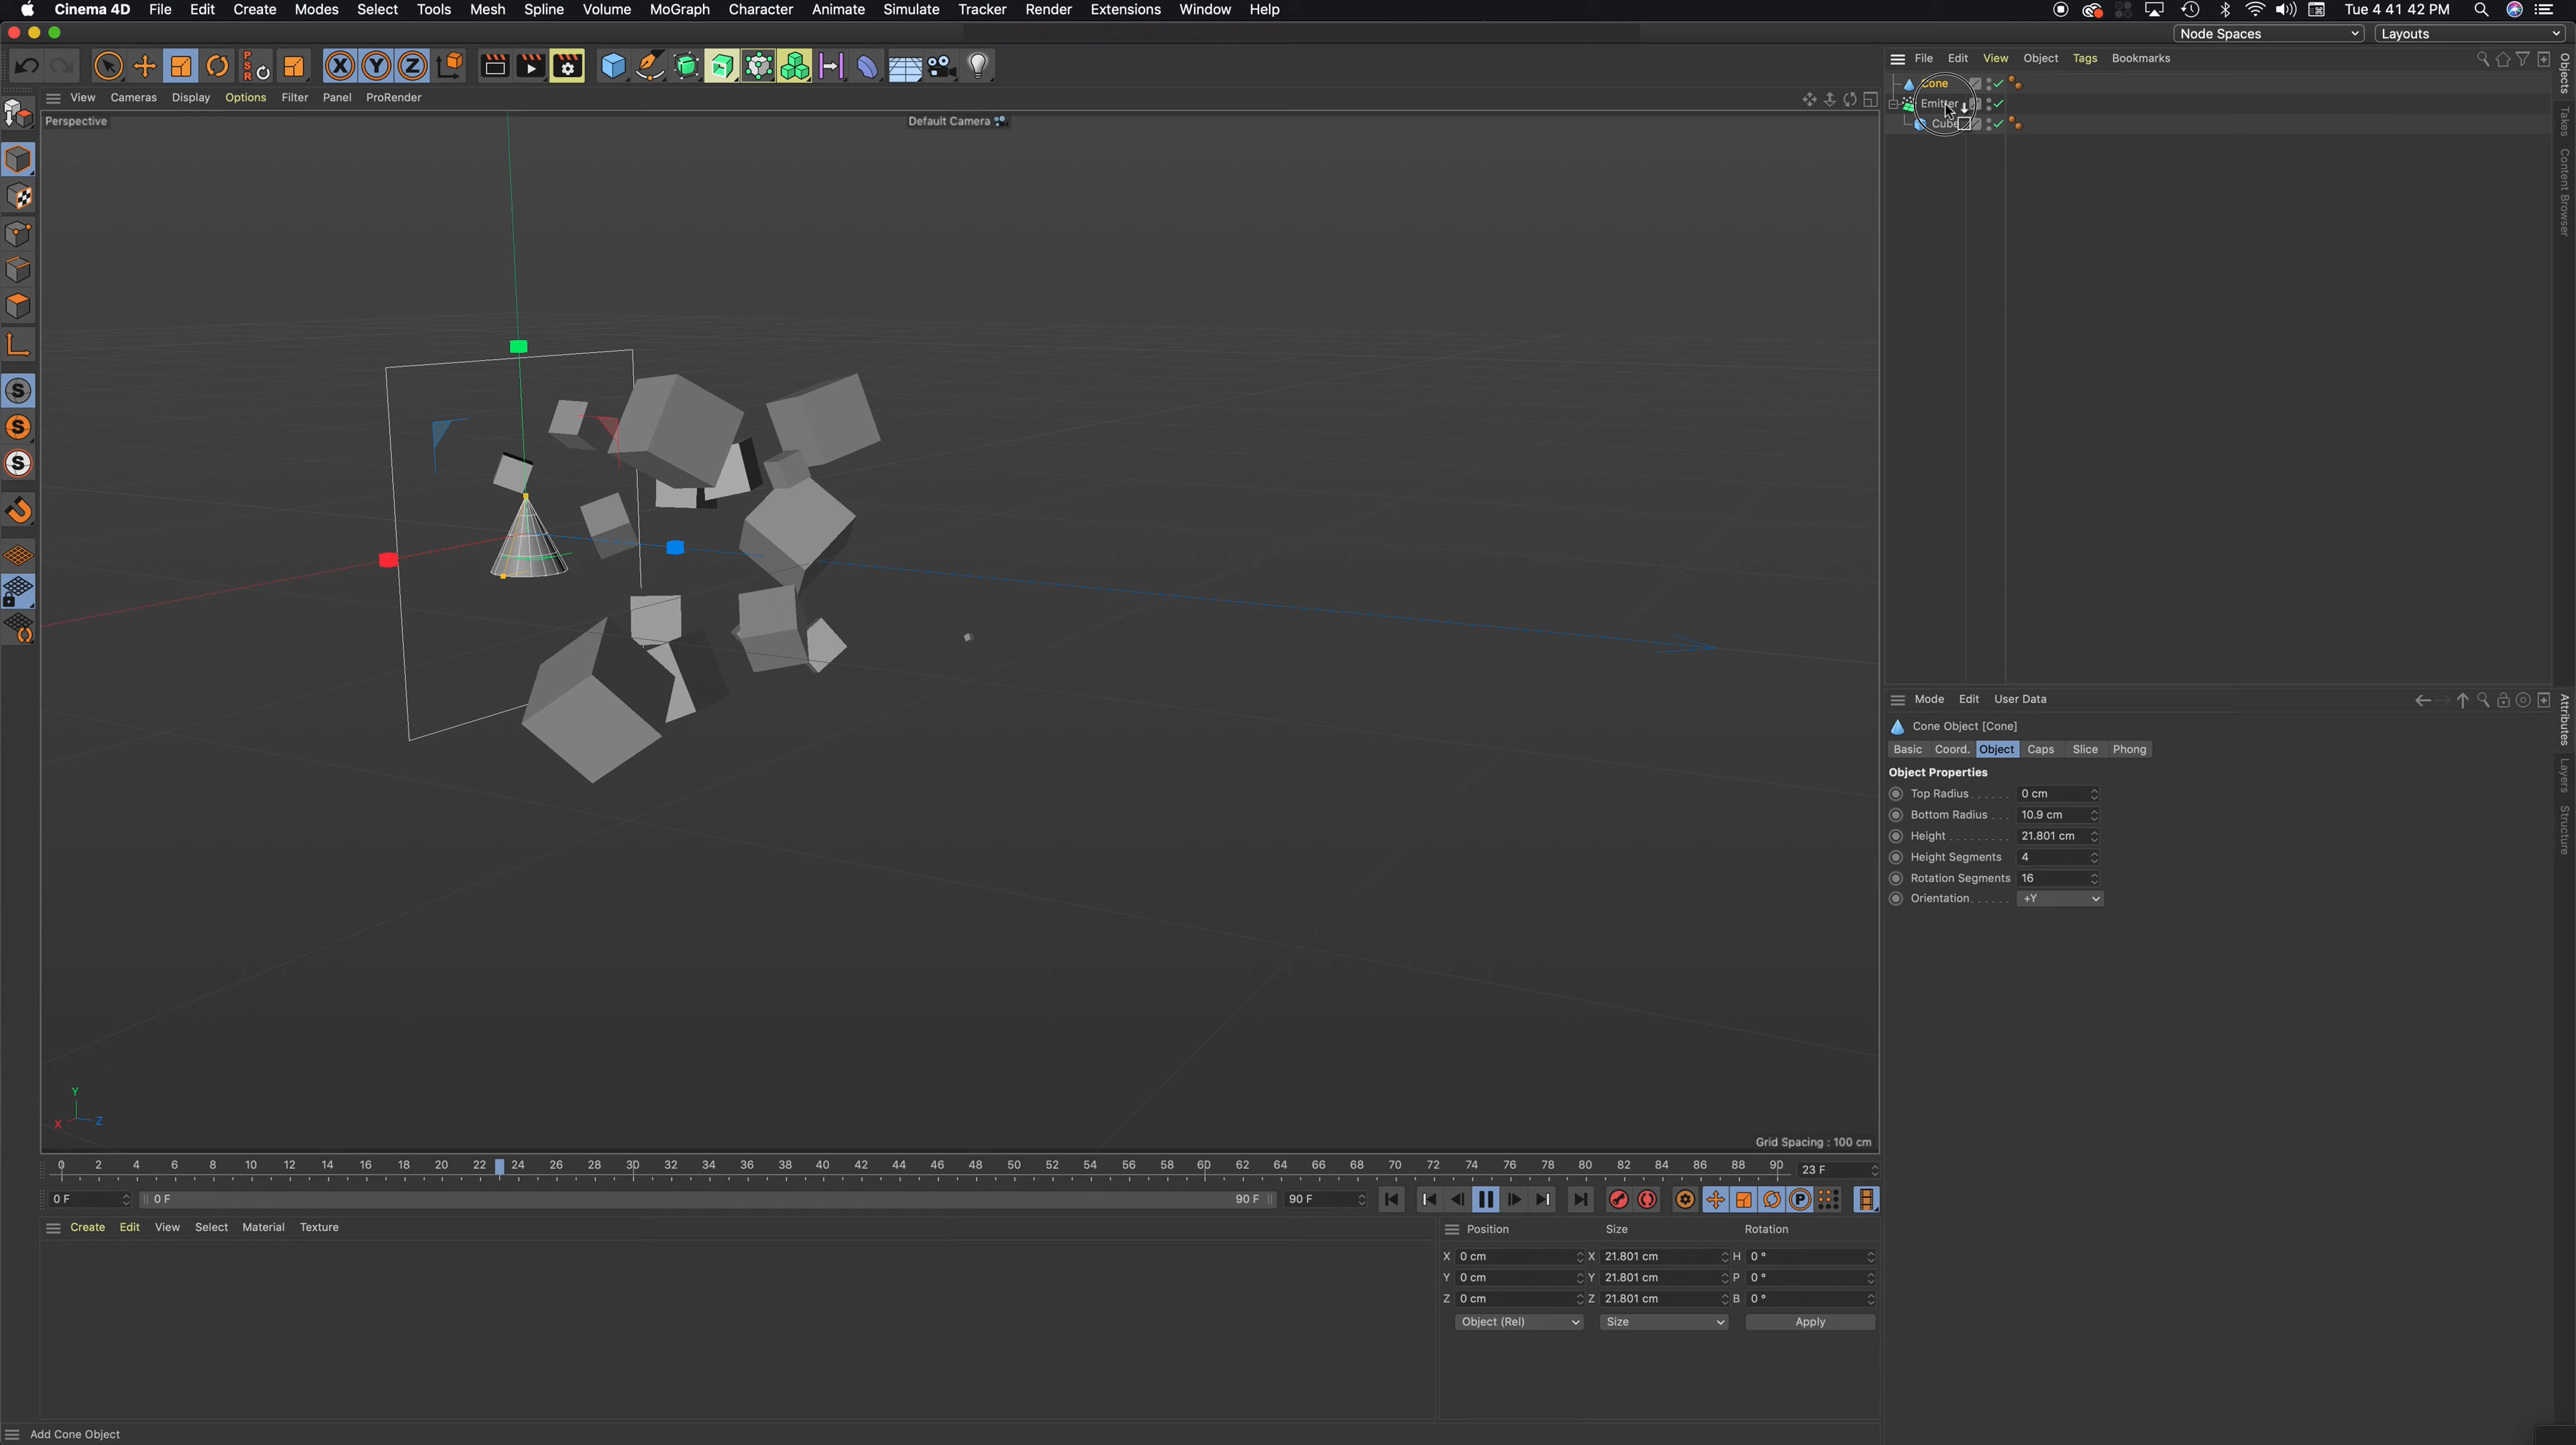 Cinema 4D File Edit Create Modes Select Tools Mesh Spline Volume MoGraph Character Animate Simulate Tracker Render Extensions Window Help Tue 4 41 42 PM
Node Spaces Layouts
PSR X Y Z
File Edit View Object Tags Bookmarks
View Cameras Display Options Filter Panel ProRender
Perspective Default Camera
Cone
Emitter
Cube
Objects
Takes
Content Browser
S
S
S
Y
X Z
Grid Spacing : 100 cm
Mode Edit User Data
Cone Object [Cone]
Basic Coord. Object Caps Slice Phong
Object Properties
Top Radius 0 cm
Bottom Radius 10.9 cm
Height 21.801 cm
Height Segments 4
Rotation Segments 16
Orientation +Y
Attributes
Layers
Structure
0 2 4 6 8 10 12 14 16 18 20 22 24 26 28 30 32 34 36 38 40 42 44 46 48 50 52 54 56 58 60 62 64 66 68 70 72 74 76 78 80 82 84 86 88 90 23 F
0 F 0 F 90 F 90 F P
Create Edit View Select Material Texture
Position Size Rotation
X 0 cm X 21.801 cm H 0 °
Y 0 cm Y 21.801 cm P 0 °
Z 0 cm Z 21.801 cm B 0 °
Object (Rel) Size Apply
Add Cone Object